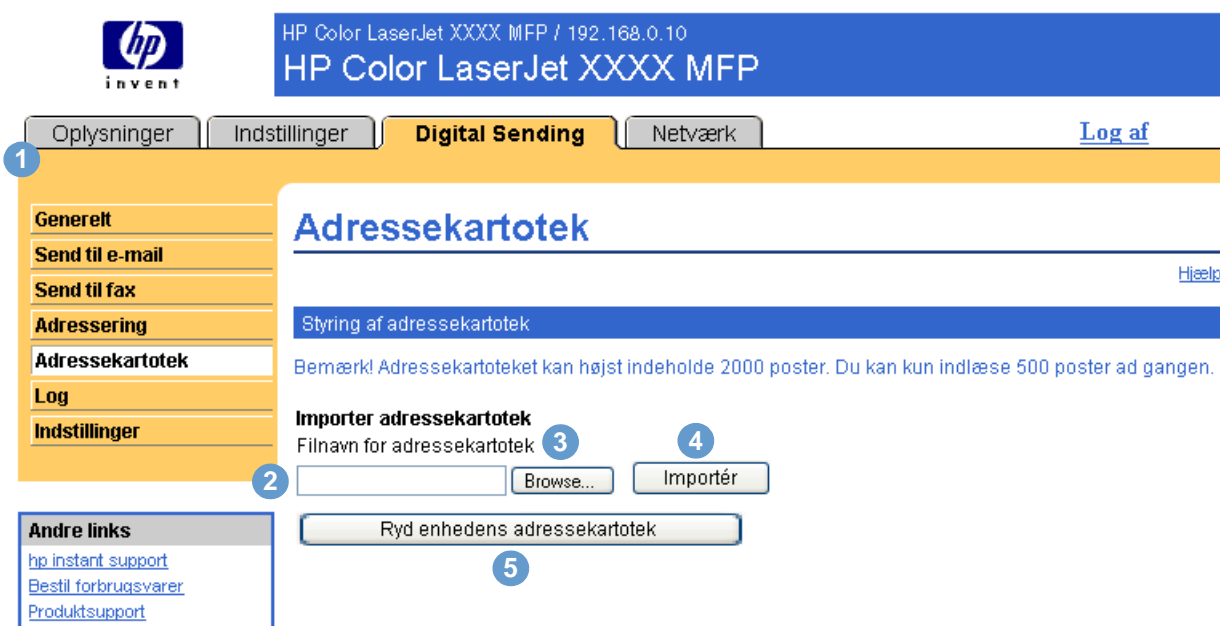 hp
invent
HP Color LaserJet XXXX MFP / 192.168.0.10
HP Color LaserJet XXXX MFP
Oplysninger
Indstillinger
Digital Sending
Netværk
Log af
1
Generelt
Send til e-mail
Send til fax
Adressering
Adressekartotek
Log
Indstillinger
Adressekartotek
Hjælp
Styring af adressekartotek
Bemærk! Adressekartoteket kan højst indeholde 2000 poster. Du kan kun indlæse 500 poster ad gangen.
Importer adressekartotek
Filnavn for adressekartotek
3
4
2
Browse...
Importér
Ryd enhedens adressekartotek
5
Andre links
hp instant support
Bestil forbrugsvarer
Produktsupport